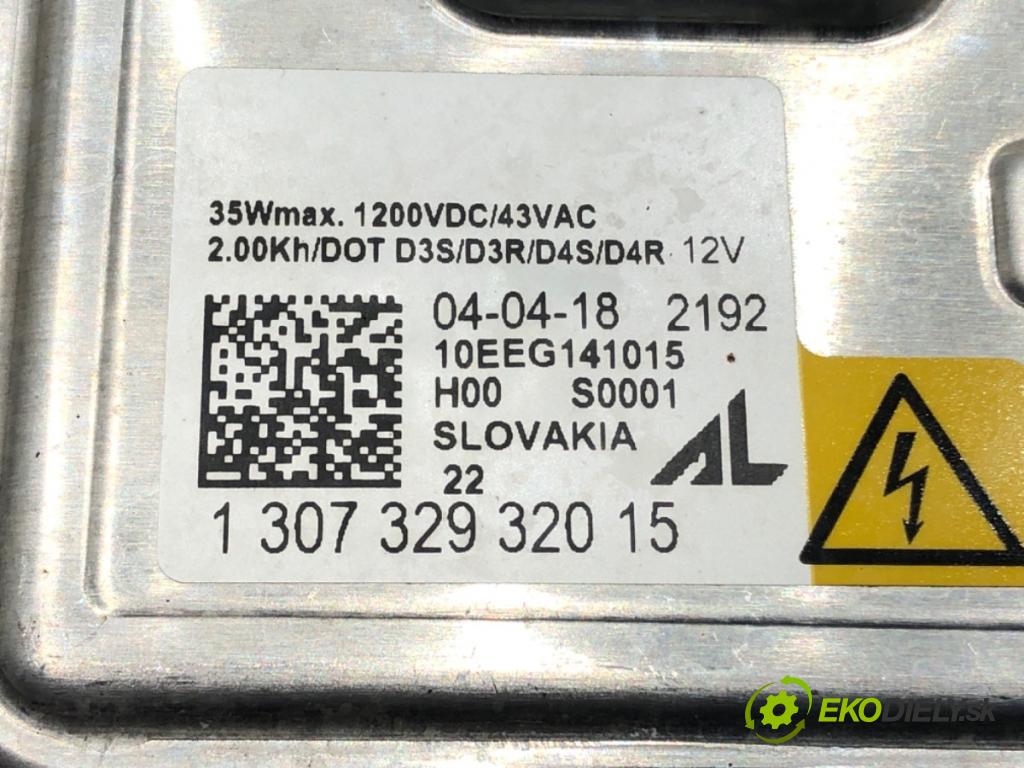 35Wmax. 1200VDC/43VAC
2.00Kh/DOT D3S/D3R/D4S/D4R 12V
04-04-18 2192
10EEG141015
H00 S0001
SLOVAKIA AL
22
1 307 329 320 15
EKODIELY.SK